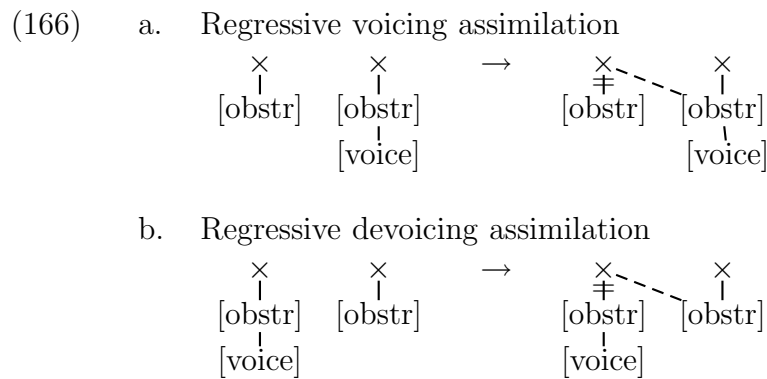 (166) a. Regressive voicing assimilation
× × → × ×
[obstr] [obstr] [obstr] [obstr]
[voice] [voice]
b. Regressive devoicing assimilation
× × → × ×
[obstr] [obstr] [obstr] [obstr]
[voice] [voice]